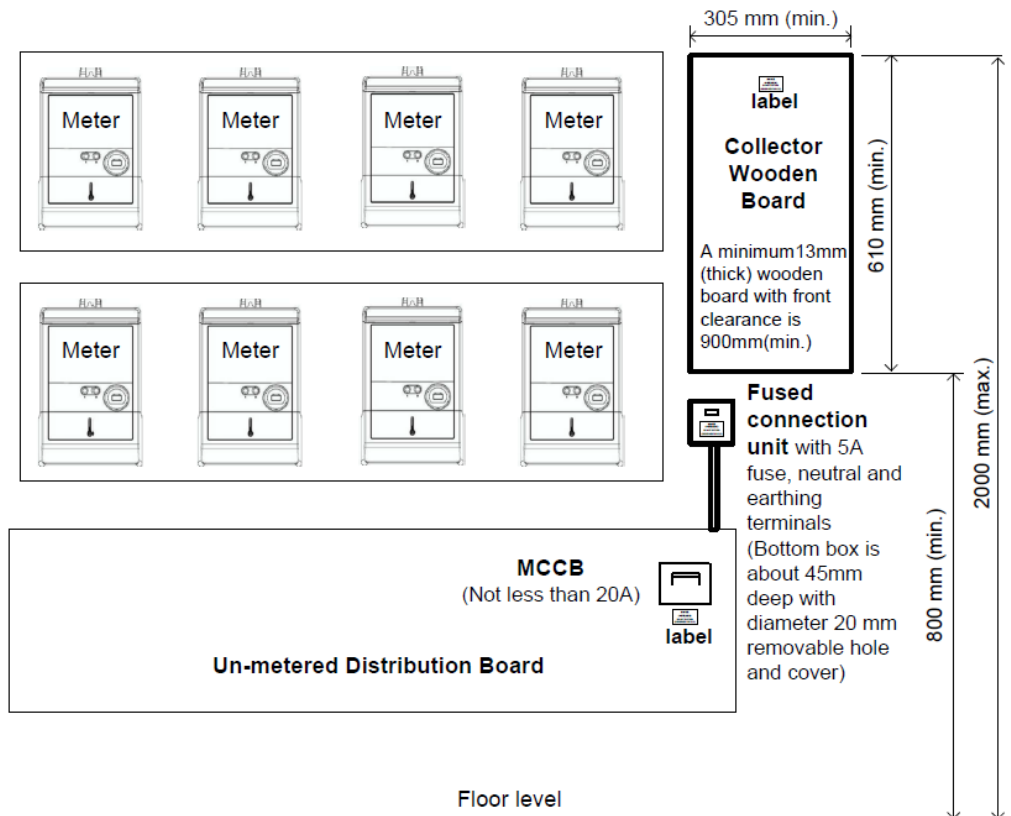 305 mm (min.)
Meter
Meter
Meter
Meter
label
Collector
Wooden
Board
A minimum13mm
(thick) wooden
board with front
clearance is
900mm(min.)
610 mm (min.)
2000 mm (max.)
Meter
Meter
Meter
Meter
Fused
connection
unit with 5A
fuse, neutral and
earthing
terminals
(Bottom box is
about 45mm
deep with
diameter 20 mm
removable hole
and cover)
800 mm (min.)
MCCB
(Not less than 20A)
label
Un-metered Distribution Board
Floor level